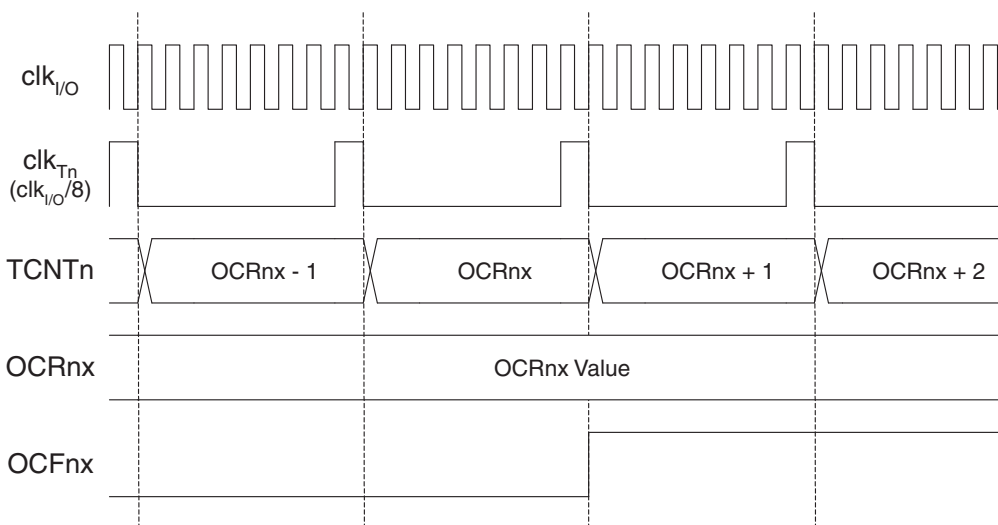 clkI/O
clkTn
(clkI/O/8)
TCNTn OCRnx - 1 OCRnx OCRnx + 1 OCRnx + 2
OCRnx OCRnx Value
OCFnx